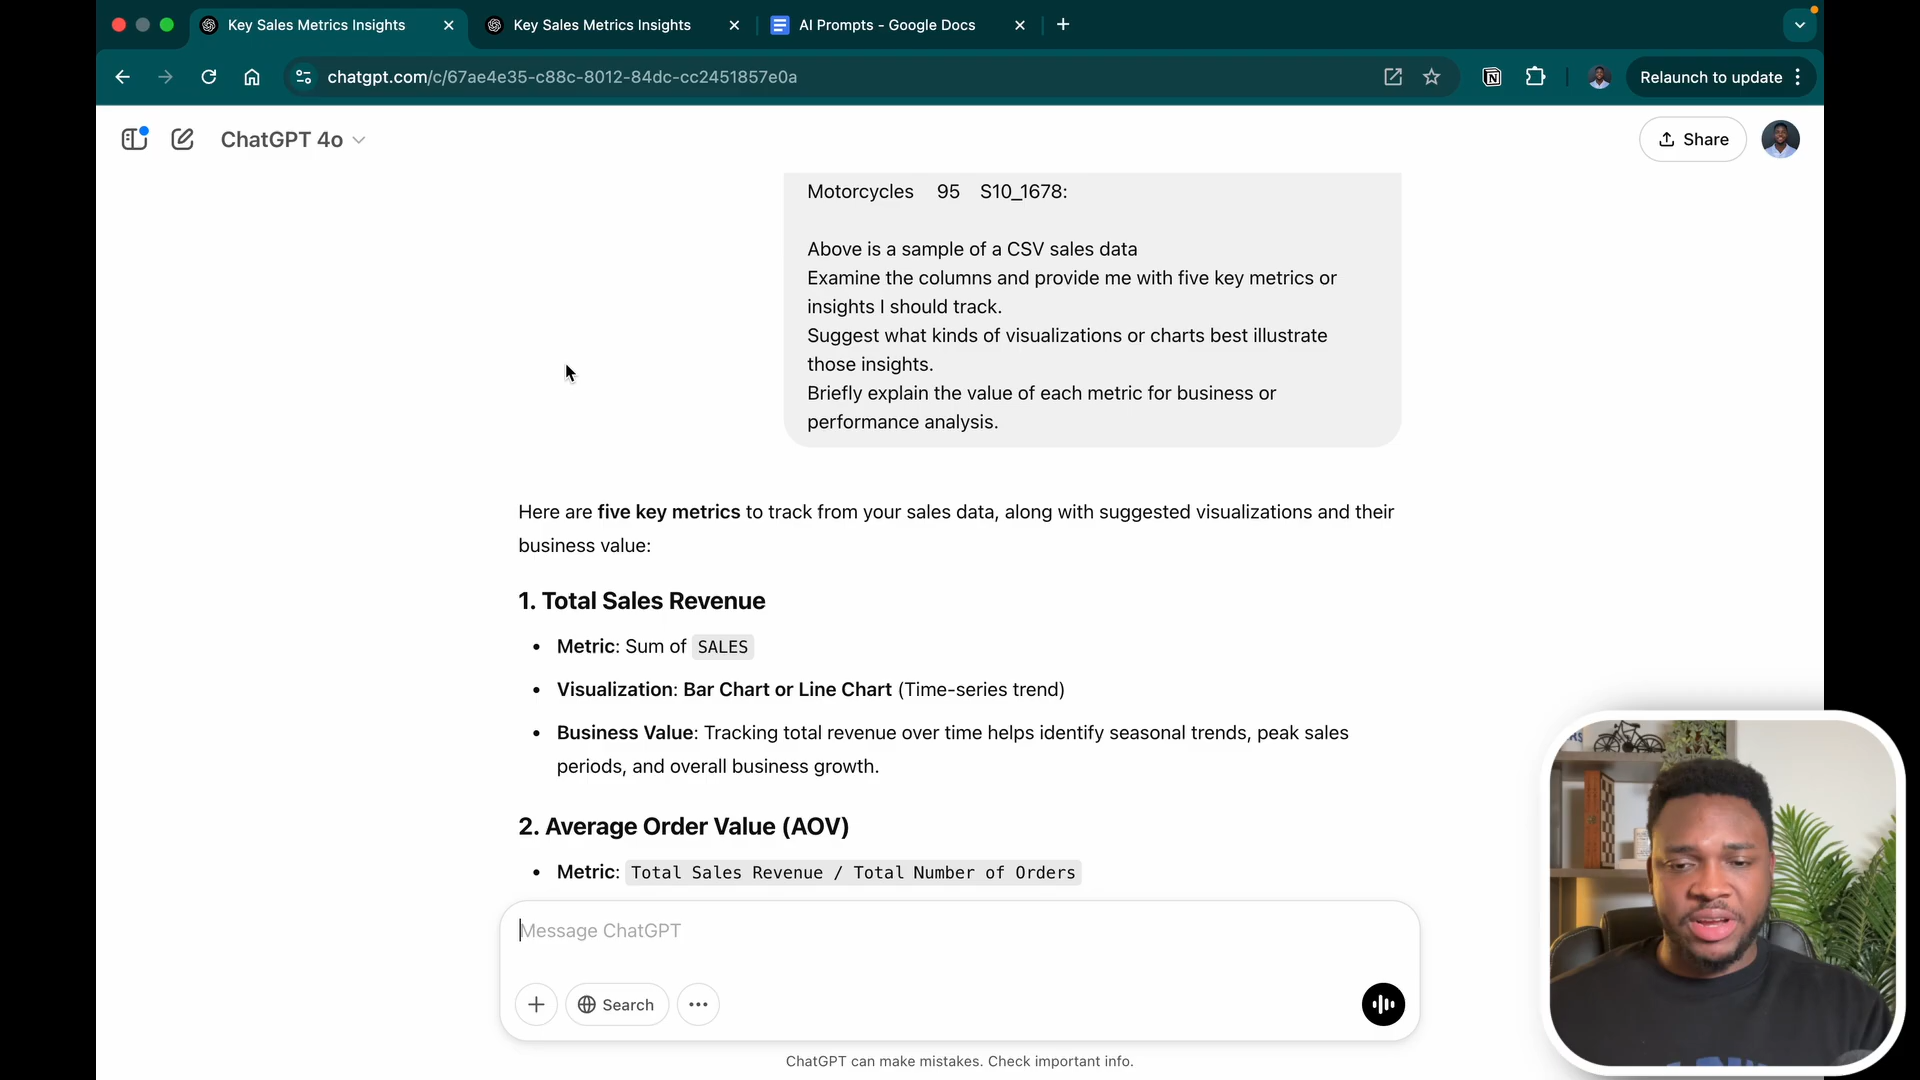 Key Sales Metrics Insights
Key Sales Metrics Insights
AI Prompts - Google Docs
chatgpt.com/c/67ae4e35-c88c-8012-84dc-cc2451857e0a
Relaunch to update
ChatGPT 4o
Share
Motorcycles 95 S10_1678:
Above is a sample of a CSV sales data
Examine the columns and provide me with five key metrics or
insights I should track.
Suggest what kinds of visualizations or charts best illustrate
those insights.
Briefly explain the value of each metric for business or
performance analysis.
Here are five key metrics to track from your sales data, along with suggested visualizations and their
business value:
1. Total Sales Revenue
• Metric: Sum of SALES
• Visualization: Bar Chart or Line Chart (Time-series trend)
• Business Value: Tracking total revenue over time helps identify seasonal trends, peak sales
periods, and overall business growth.
2. Average Order Value (AOV)
• Metric: Total Sales Revenue / Total Number of Orders
Message ChatGPT
Search
ChatGPT can make mistakes. Check important info.